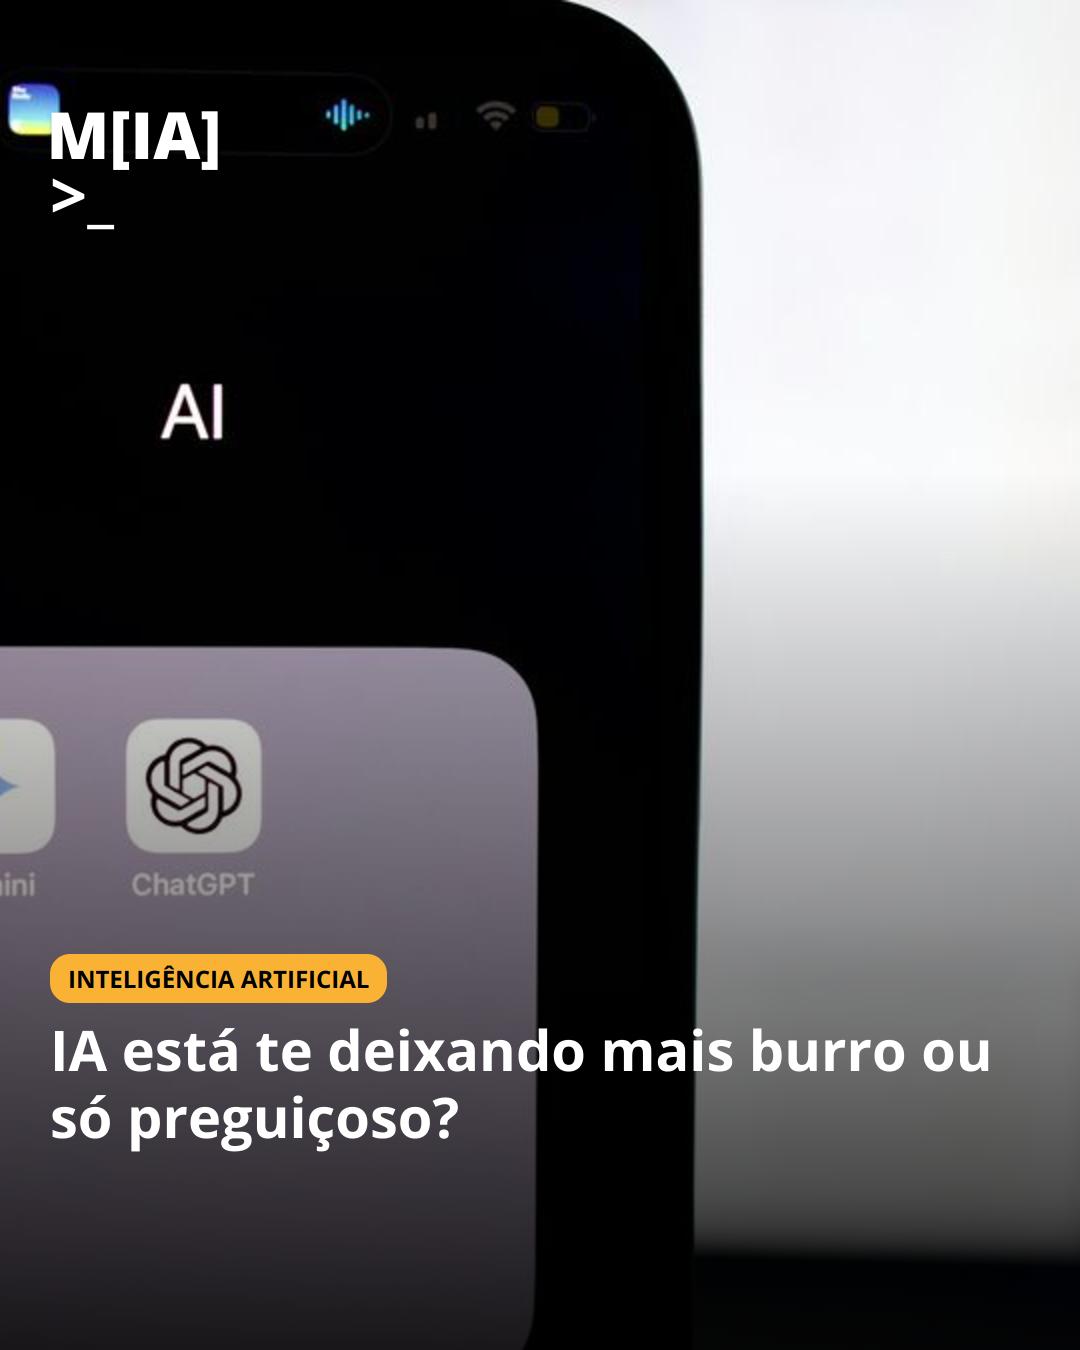 M[IA]
>_
AI
ini
ChatGPT
INTELIGÊNCIA ARTIFICIAL
IA está te deixando mais burro ou
só preguiçoso?